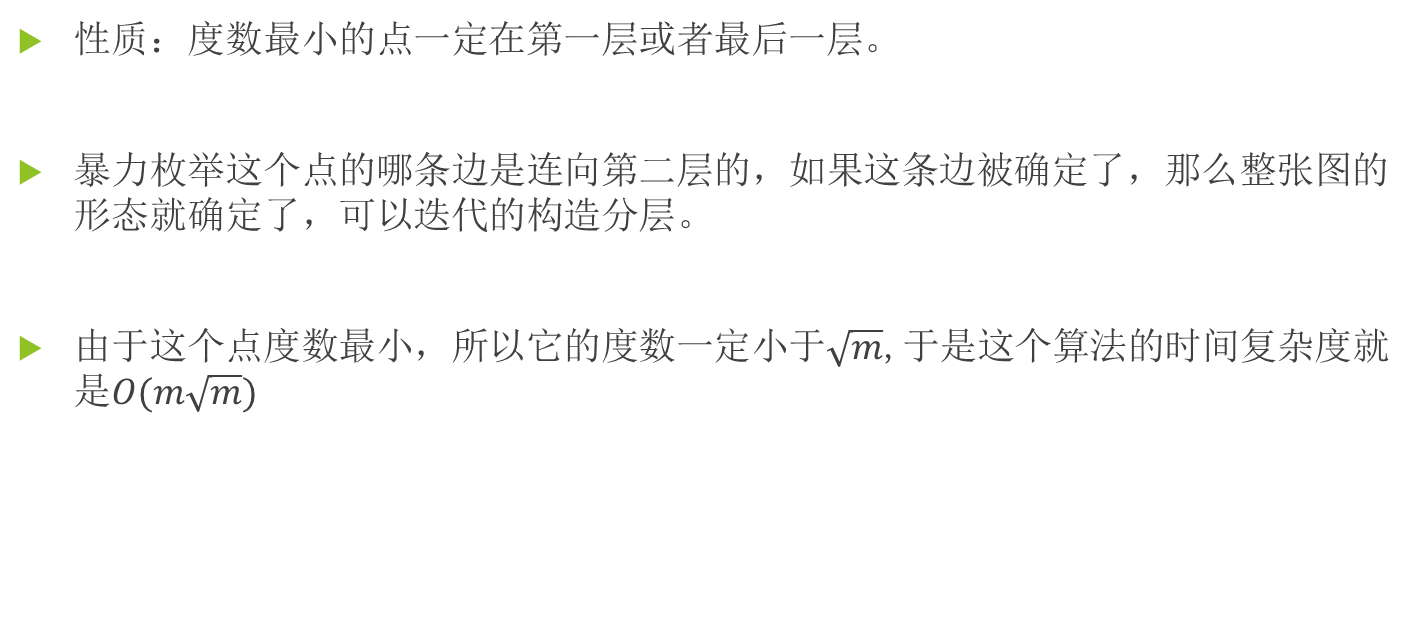 性质：度数最小的点一定在第一层或者最后一层。
暴力枚举这个点的哪条边是连向第二层的，如果这条边被确定了，那么整张图的
形态就确定了，可以迭代的构造分层。
由于这个点度数最小，所以它的度数一定小于√m, 于是这个算法的时间复杂度就
是O(m√m)